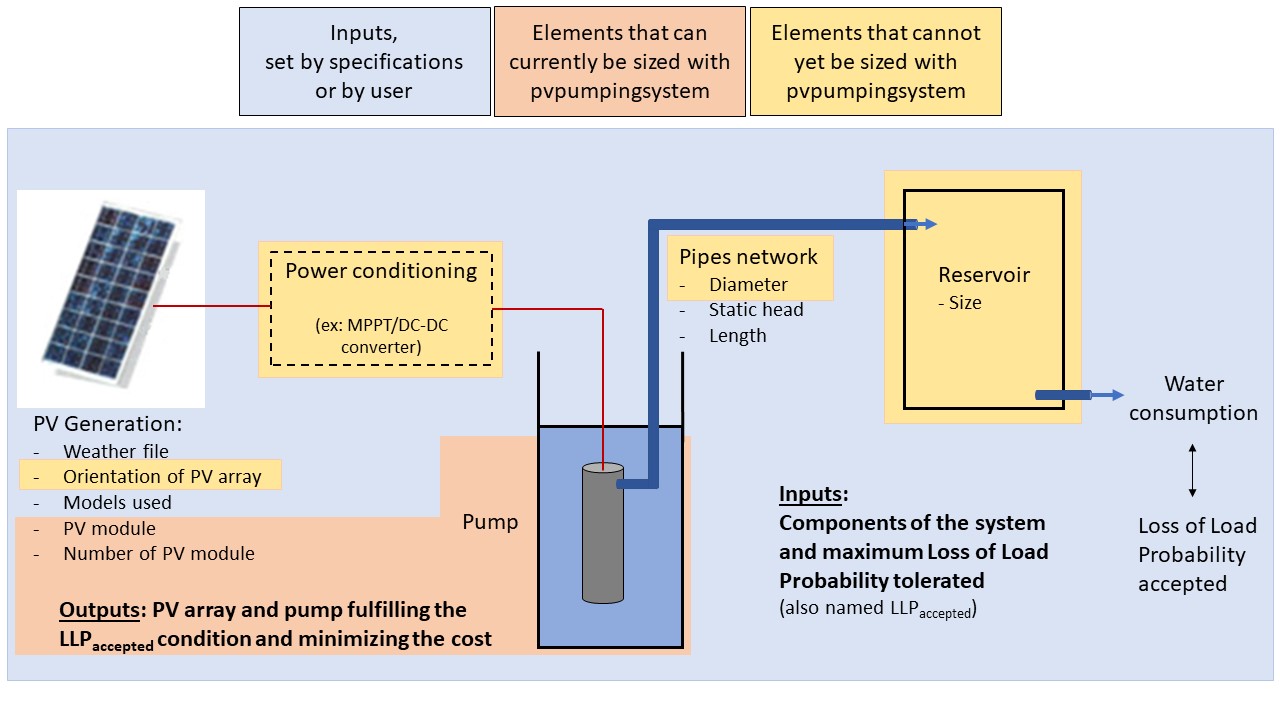 Inputs,
set by specifications
or by user
Elements that can
currently be sized with
pvpumpingsystem
Elements that cannot
yet be sized with
pvpumpingsystem
Power conditioning
(ex: MPPT/DC-DC
converter)
Pipes network
- Diameter
- Static head
- Length
Reservoir
- Size
Water
consumption
Loss of Load
Probability
accepted
PV Generation:
- Weather file
- Orientation of PV array
- Models used
- PV module
- Number of PV module
Pump
Outputs: PV array and pump fulfilling the
LLPaccepted condition and minimizing the cost
Inputs:
Components of the system
and maximum Loss of Load
Probability tolerated
(also named LLPaccepted)